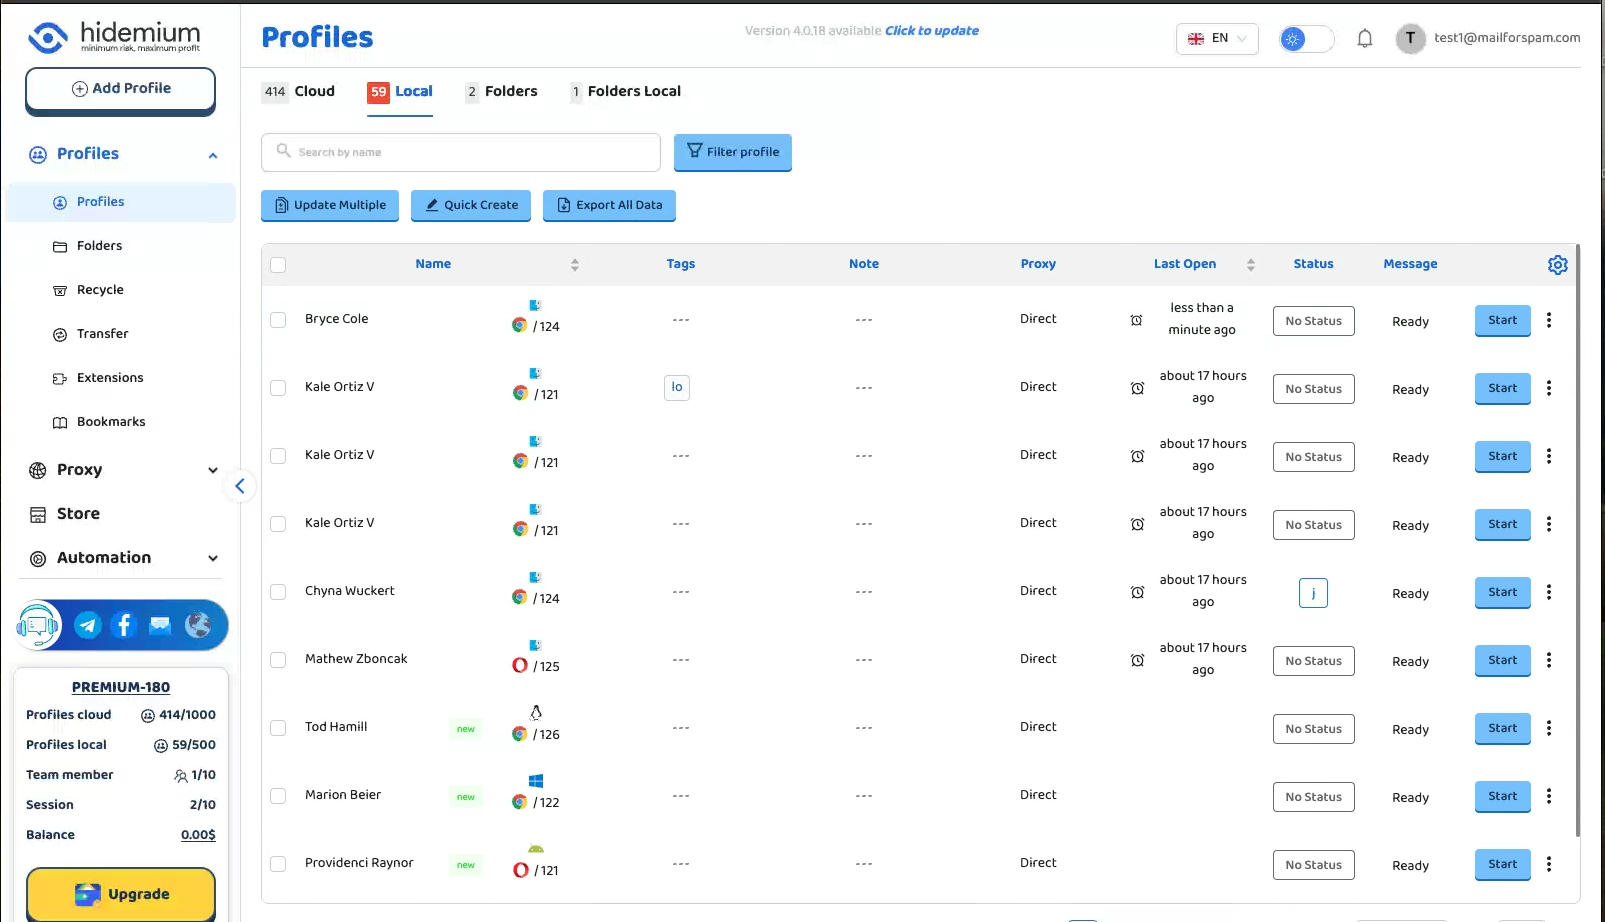 hidemium
minimum risk, maximum profit
Profiles
Version 4.0.18 available Click to update
EN
T
test1@mailforspam.com
Add Profile
414 Cloud
59 Local
2 Folders
1 Folders Local
Profiles
Search by name
Filter profile
Profiles
Update Multiple
Quick Create
Export All Data
Folders
Recycle
Transfer
Extensions
Bookmarks
Proxy
Store
Automation
Name Tags Note Proxy Last Open Status Message
Bryce Cole / 124 --- --- Direct less than a minute ago No Status Ready Start
Kale Ortiz V / 121 lo --- Direct about 17 hours ago No Status Ready Start
Kale Ortiz V / 121 --- --- Direct about 17 hours ago No Status Ready Start
Kale Ortiz V / 121 --- --- Direct about 17 hours ago No Status Ready Start
Chyna Wuckert / 124 --- --- Direct about 17 hours ago j Ready Start
Mathew Zboncak / 125 --- --- Direct about 17 hours ago No Status Ready Start
Tod Hamill new / 126 --- --- Direct No Status Ready Start
Marion Beier new / 122 --- --- Direct No Status Ready Start
Providenci Raynor new / 121 --- --- Direct No Status Ready Start
PREMIUM-180
Profiles cloud 414/1000
Profiles local 59/500
Team member 1/10
Session 2/10
Balance 0.00$
Upgrade